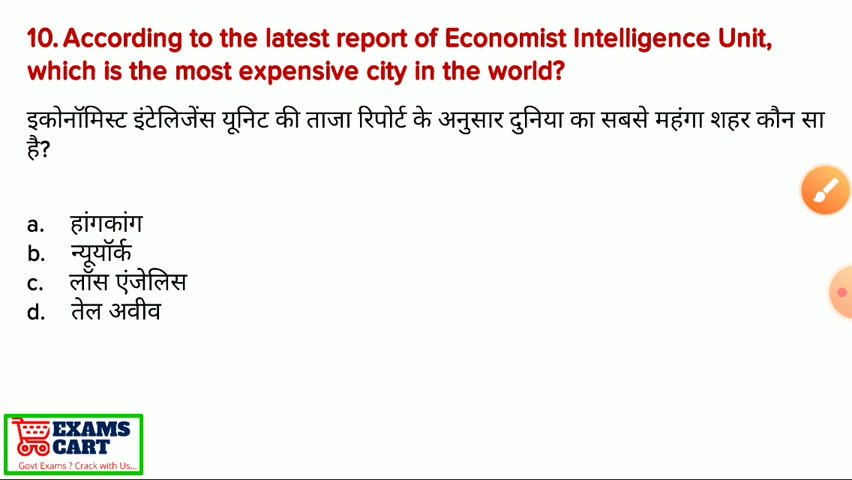 10. According to the latest report of Economist Intelligence Unit,
which is the most expensive city in the world?
इकोनॉमिस्ट इंटेलिजेंस यूनिट की ताजा रिपोर्ट के अनुसार दुनिया का सबसे महंगा शहर कौन सा
है?
a. हांगकांग
b. न्यूयॉर्क
c. लॉस एंजेलिस
d. तेल अवीव
EXAMS
CART
Govt Exams ? Crack with Us...